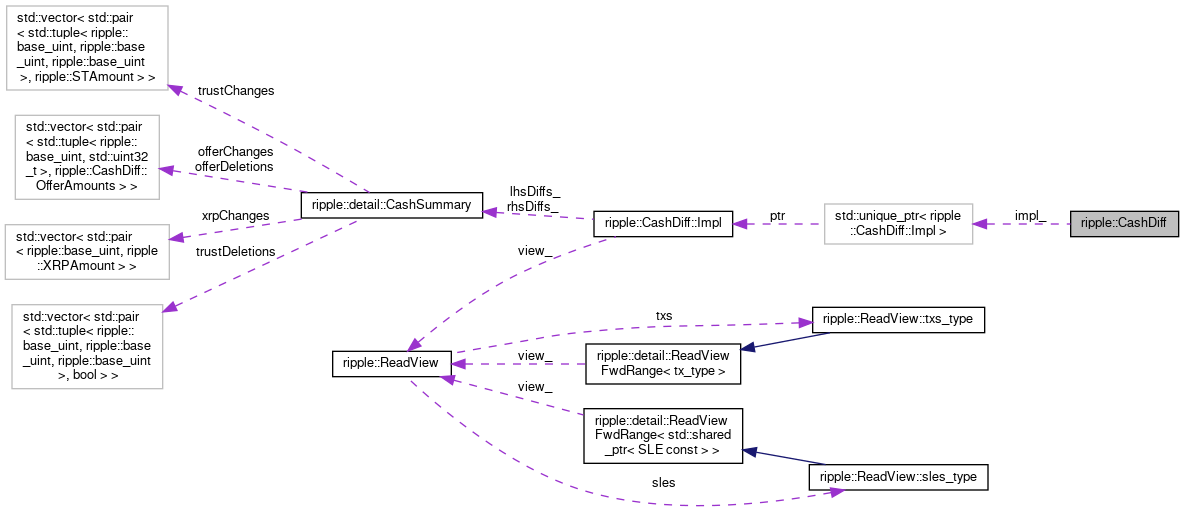 std::vector< std::pair
< std::tuple< ripple::
base_uint, ripple::base
_uint, ripple::base_uint
>, ripple::STAmount > >
trustChanges
std::vector< std::pair
< std::tuple< ripple::
base_uint, std::uint32
_t >, ripple::CashDiff::
OfferAmounts > >
offerChanges
offerDeletions
ripple::detail::CashSummary
lhsDiffs_
rhsDiffs_
ripple::CashDiff::Impl
ptr
std::unique_ptr< ripple
::CashDiff::Impl >
impl_
ripple::CashDiff
xrpChanges
std::vector< std::pair
< ripple::base_uint, ripple
::XRPAmount > >
trustDeletions
view_
std::vector< std::pair
< std::tuple< ripple::
base_uint, ripple::base
_uint, ripple::base_uint
>, bool > >
txs
ripple::ReadView::txs_type
ripple::ReadView
view_
ripple::detail::ReadView
FwdRange< tx_type >
view_
ripple::detail::ReadView
FwdRange< std::shared
_ptr< SLE const > >
sles
ripple::ReadView::sles_type